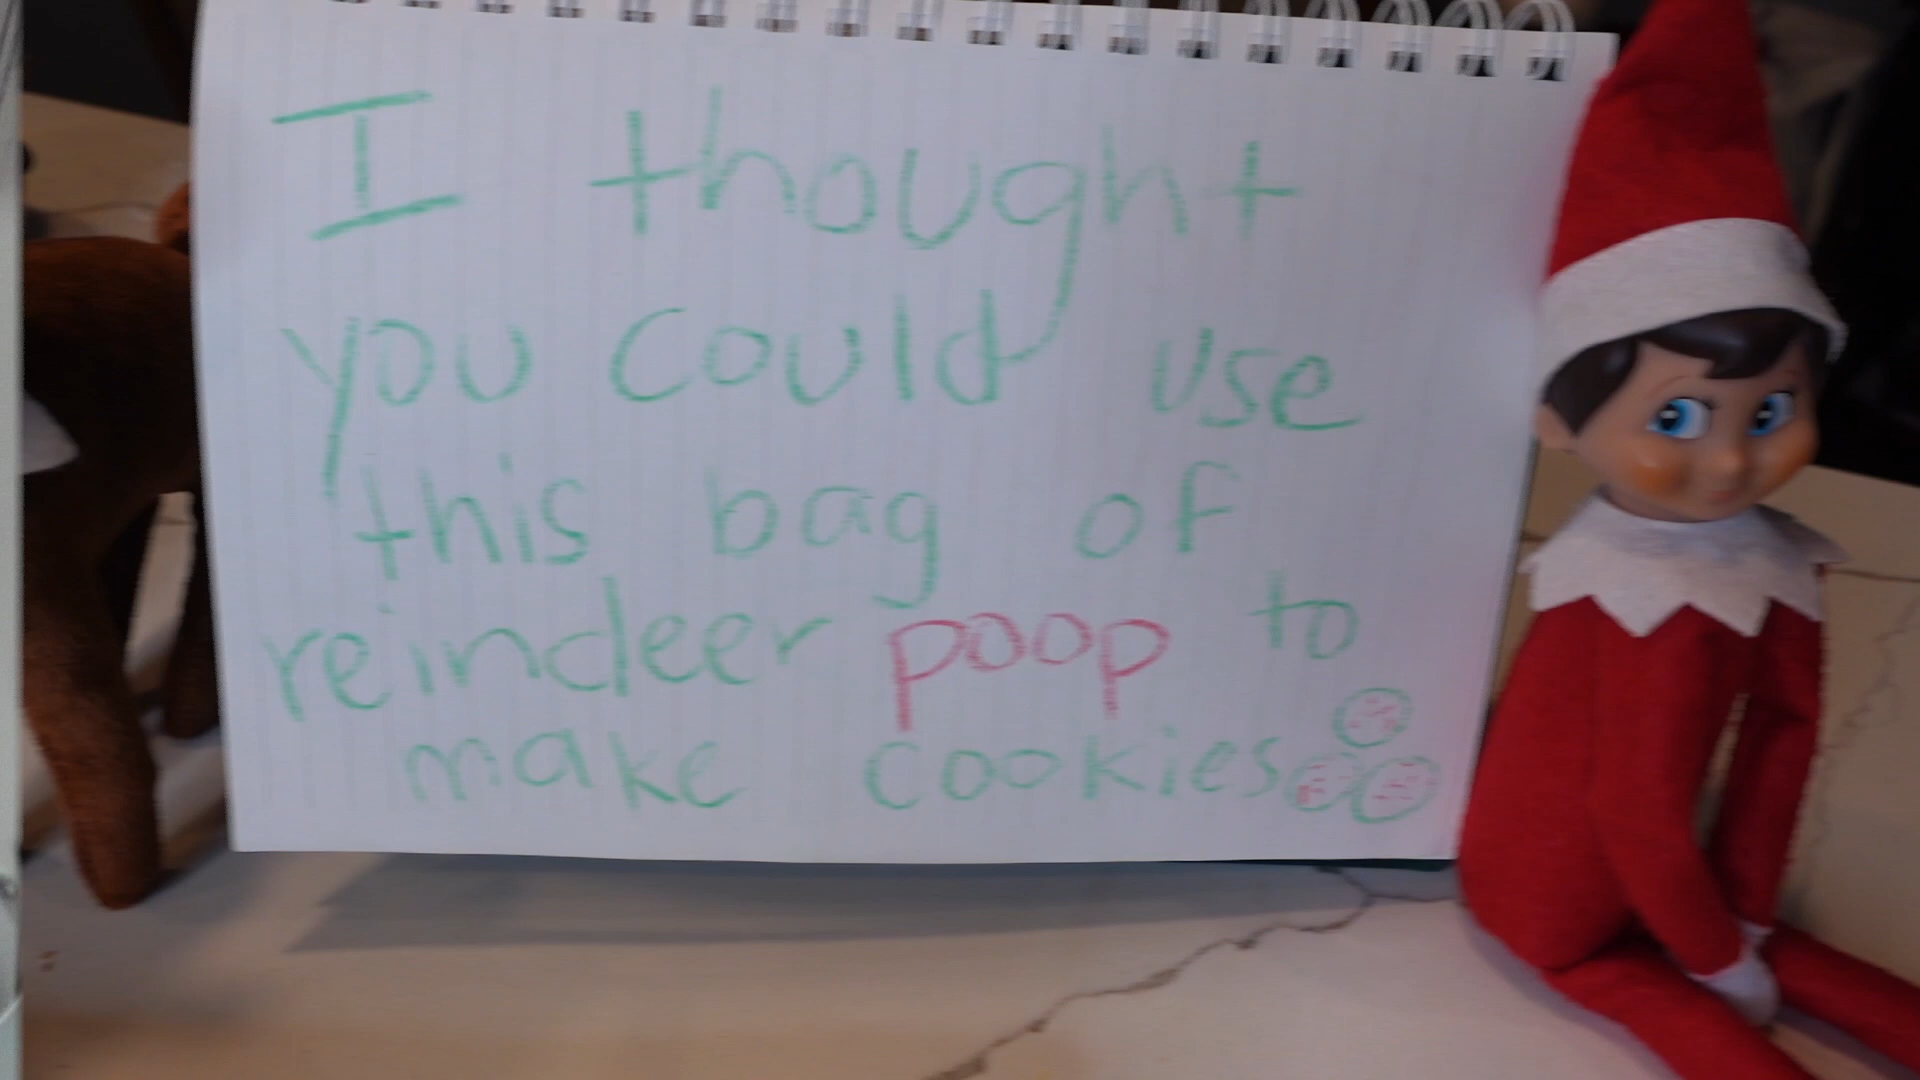 I thought
you could use
this bag of
reindeer poop to
make cookies